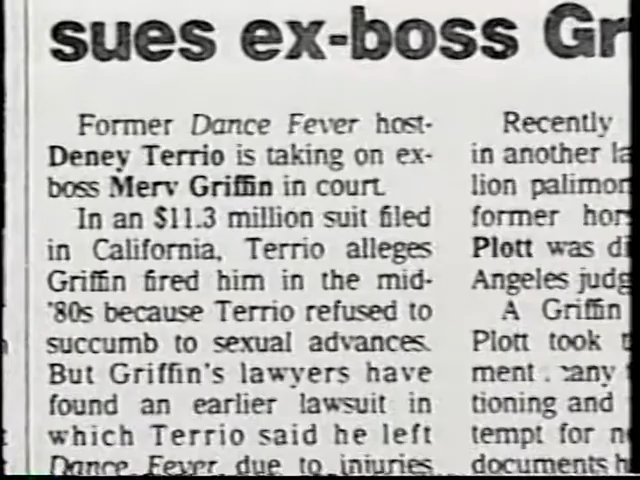 sues ex-boss Gr
Former Dance Fever host-
Deney Terrio is taking on ex-
boss Merv Griffin in court.
In an $11.3 million suit filed
in California, Terrio alleges
Griffin fired him in the mid-
'80s because Terrio refused to
succumb to sexual advances.
But Griffin's lawyers have
found an earlier lawsuit in
which Terrio said he left
Dance Fever due to injuries
Recently
in another la
lion palimon
former hors
Plott was di
Angeles judg
A Griffin
Plott took t
ment
tioning and
tempt for n
documents h